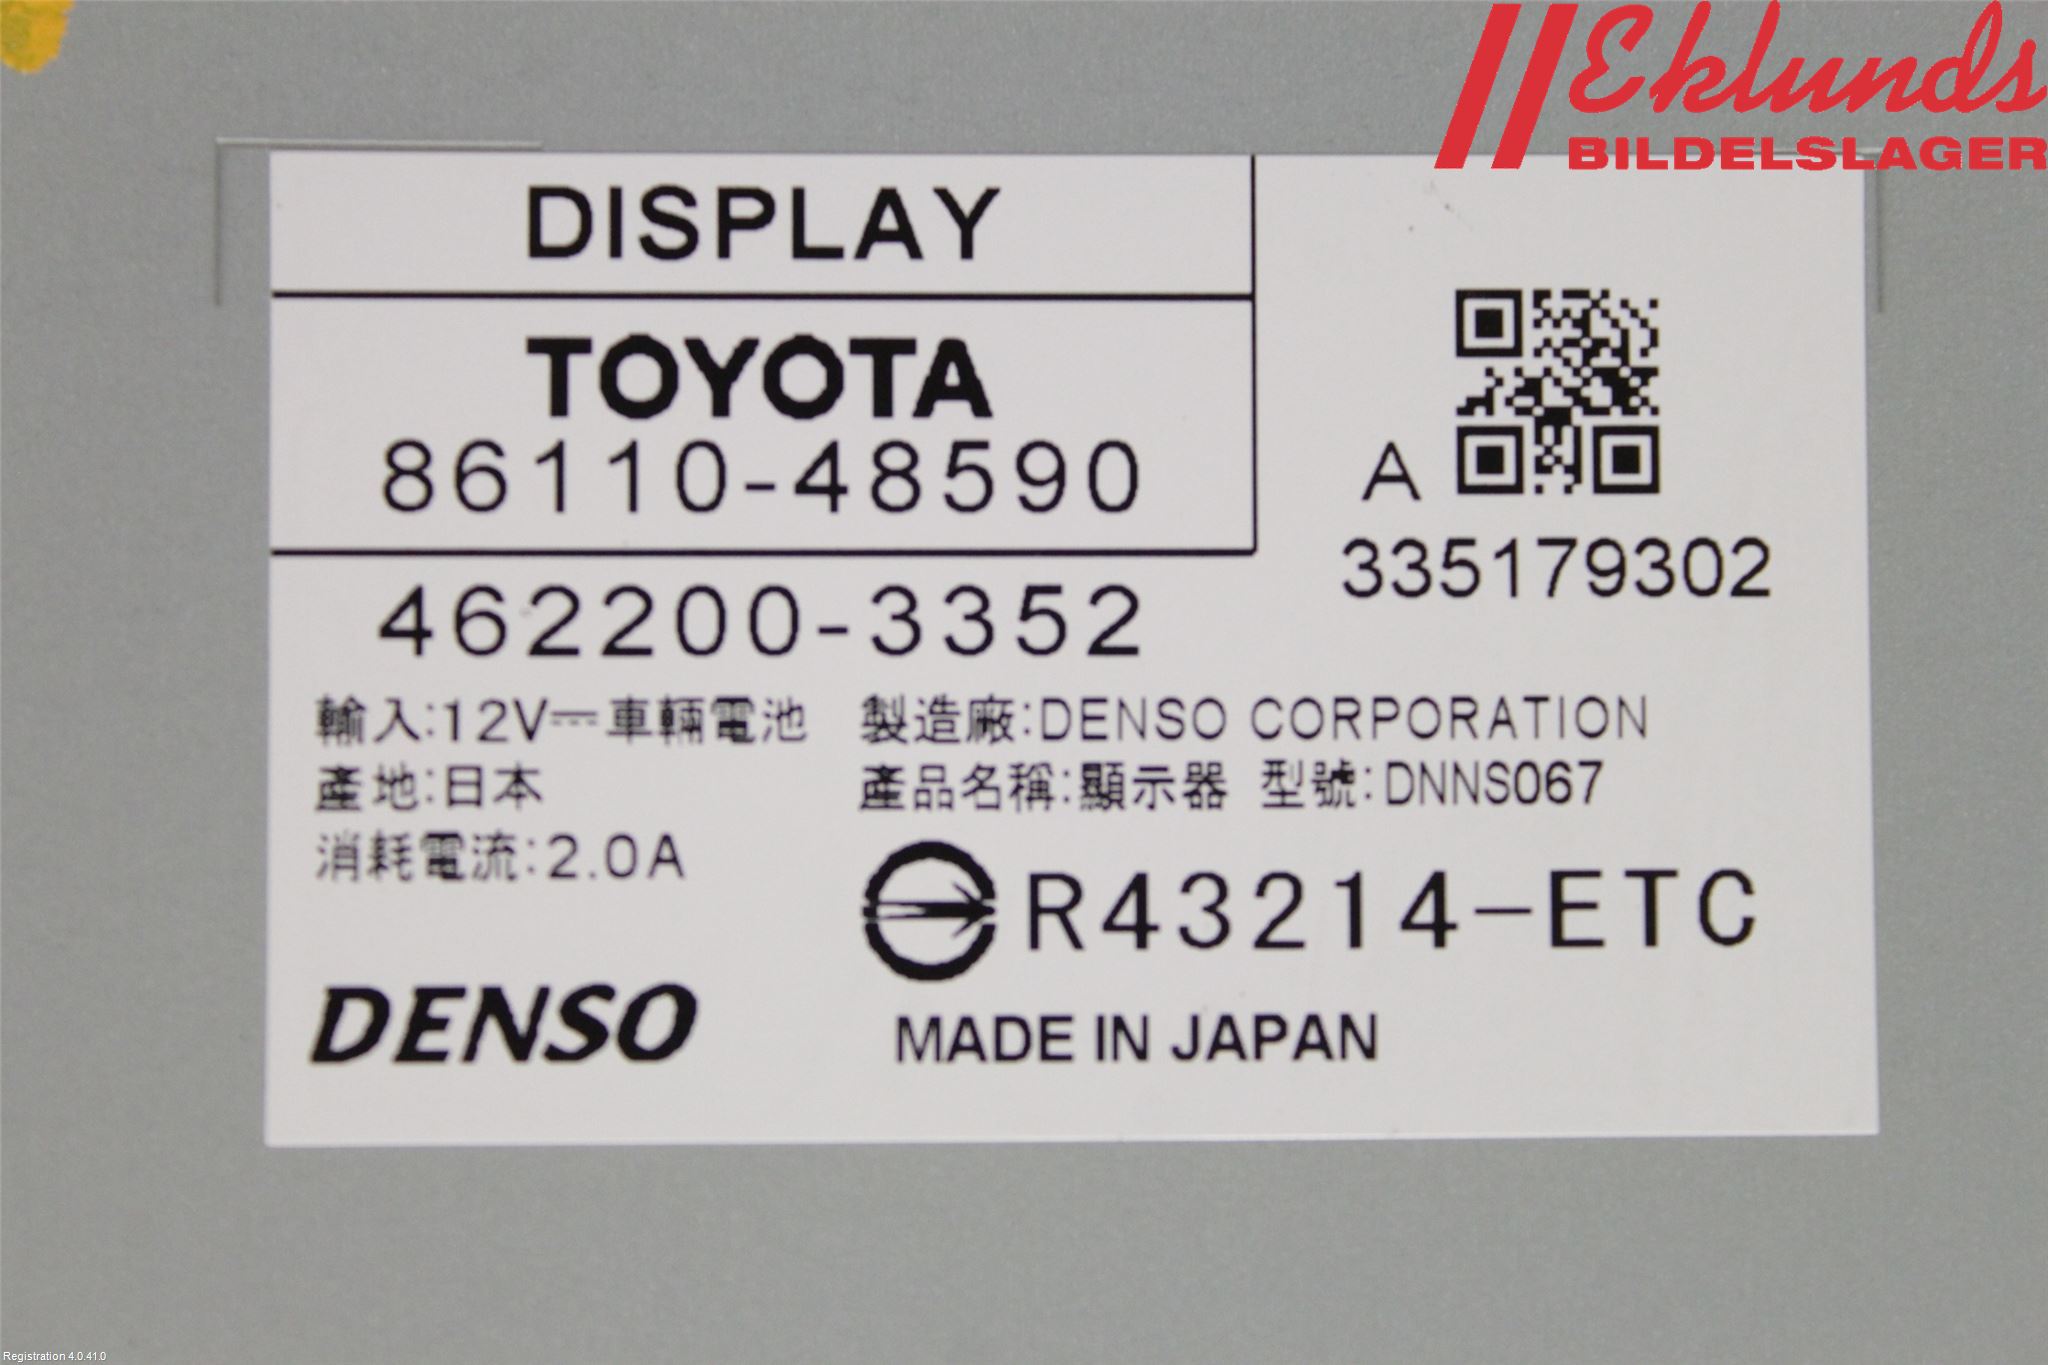 Eklunds
BILDELSLAGER
DISPLAY
TOYOTA
86110-48590
A
335179302
462200-3352
輸入:12V⎓車輛電池
製造廠:DENSO CORPORATION
產地:日本
產品名稱:顯示器 型號:DNNS067
消耗電流:2.0A
R43214-ETC
DENSO
MADE IN JAPAN
Registration 4.0.41.0